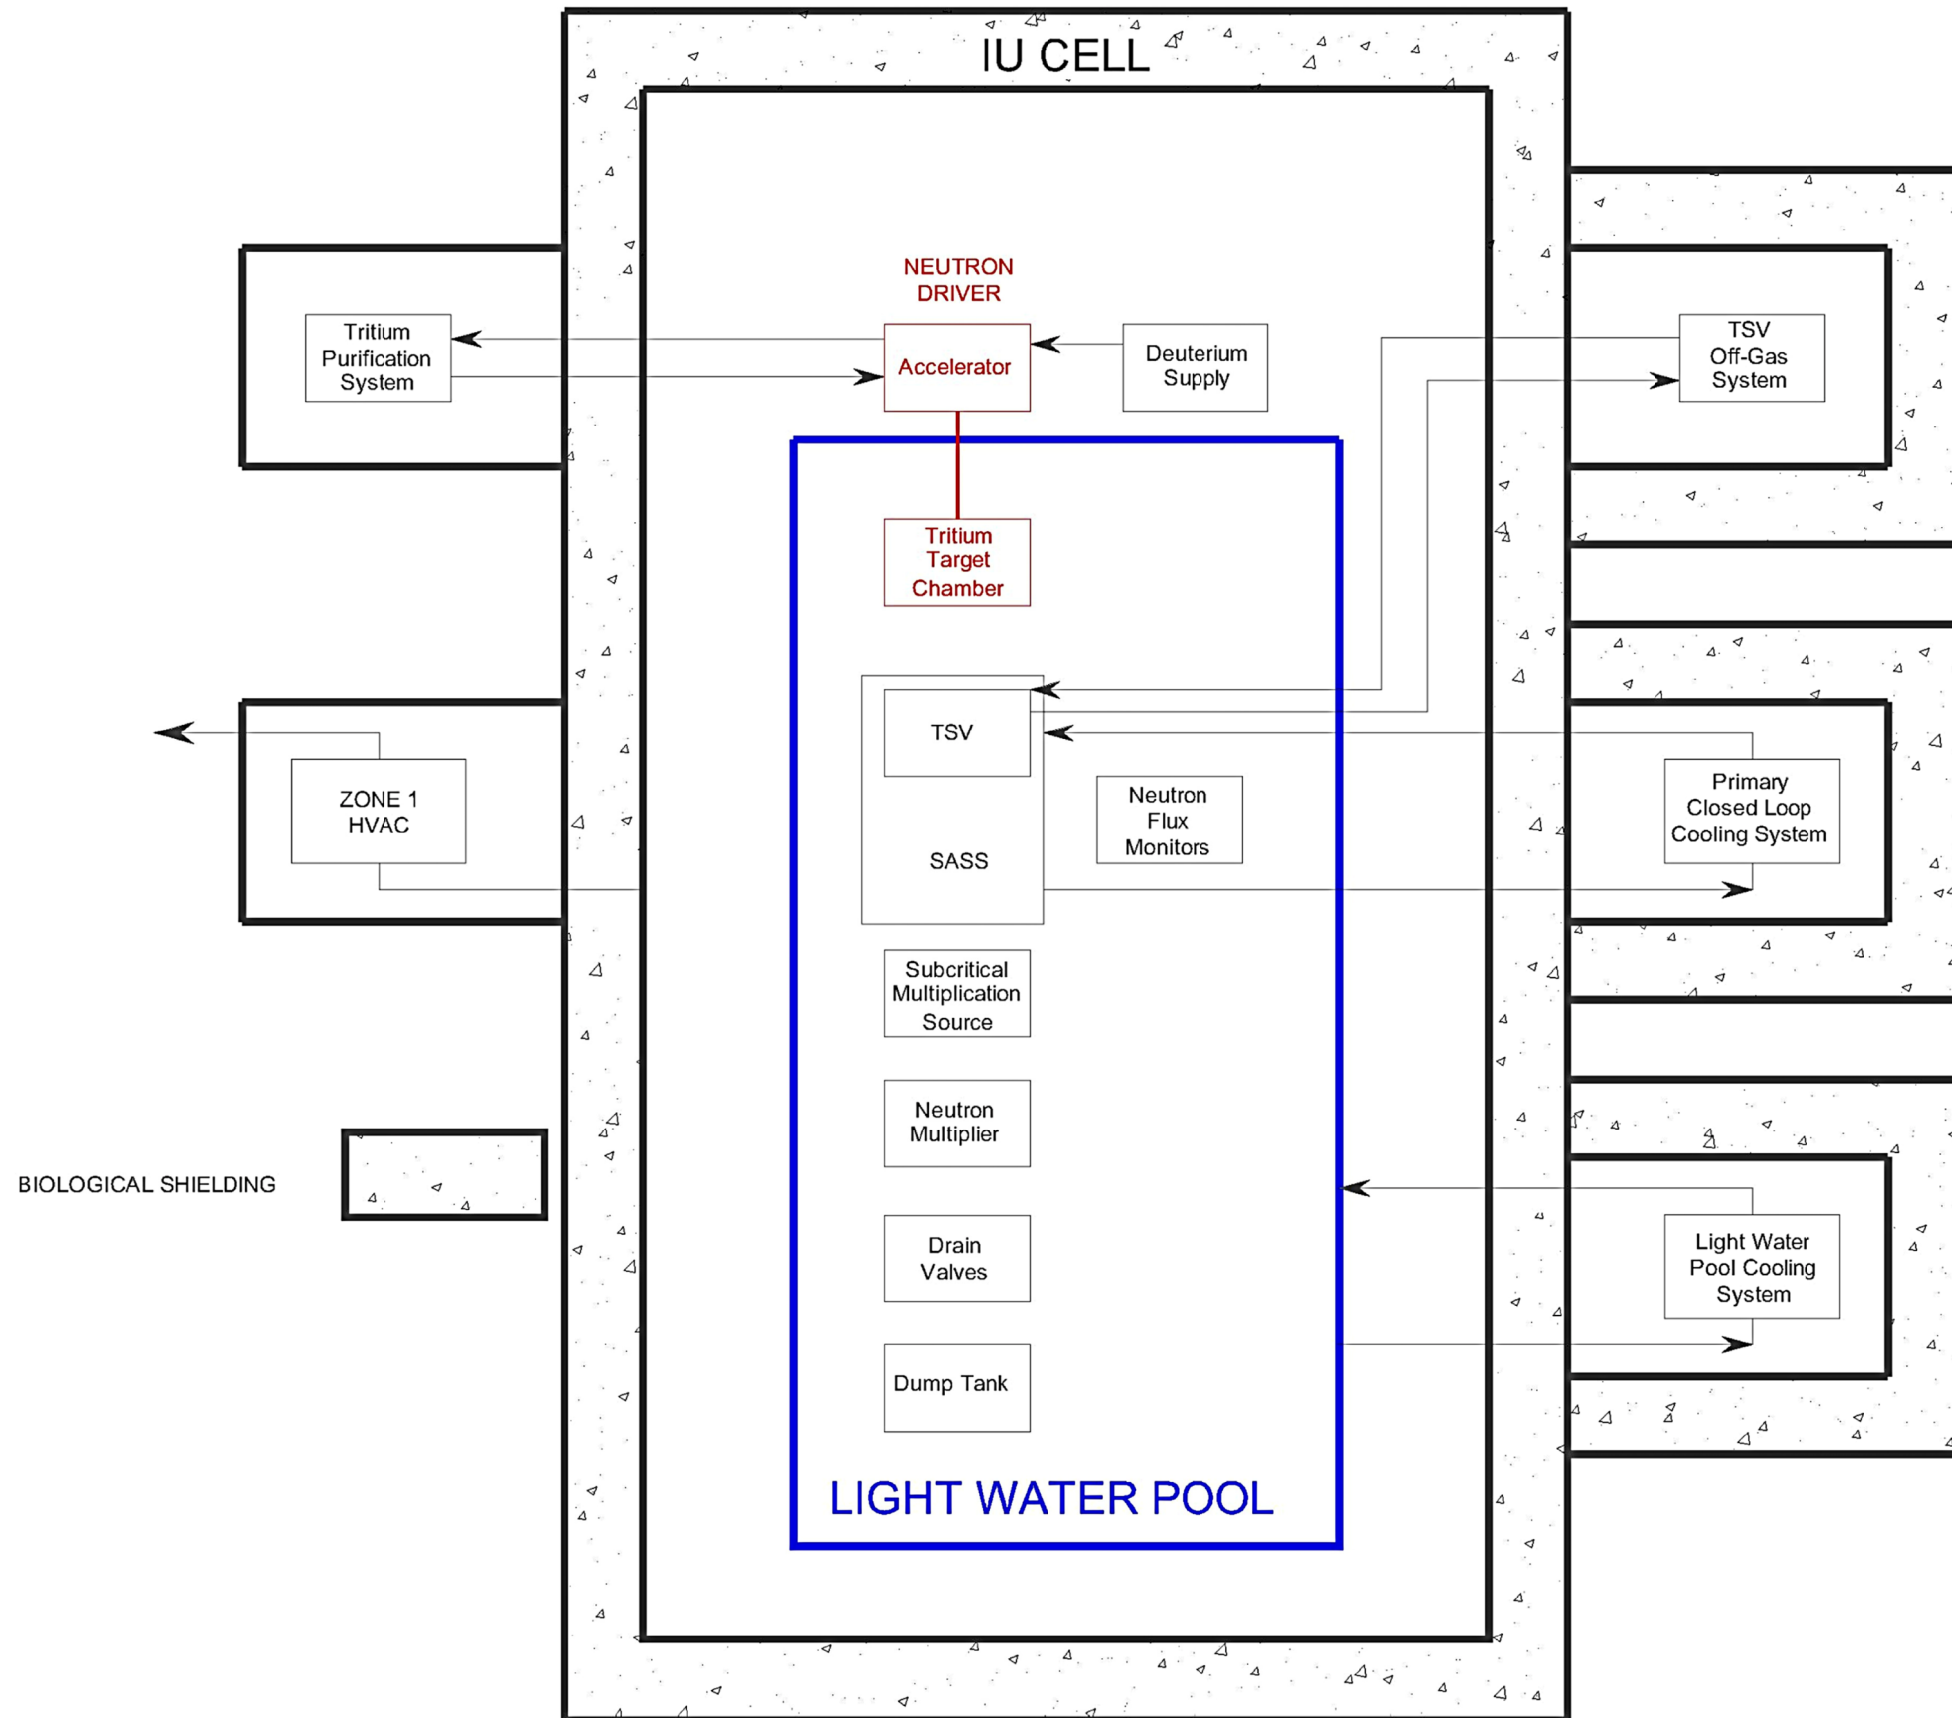 IU CELL
NEUTRON
DRIVER
Tritium
Purification
System
Accelerator
Deuterium
Supply
TSV
Off-Gas
System
Tritium
Target
Chamber
TSV
SASS
Neutron
Flux
Monitors
ZONE 1
HVAC
Primary
Closed Loop
Cooling System
Subcritical
Multiplication
Source
Neutron
Multiplier
BIOLOGICAL SHIELDING
Drain
Valves
Light Water
Pool Cooling
System
Dump Tank
LIGHT WATER POOL